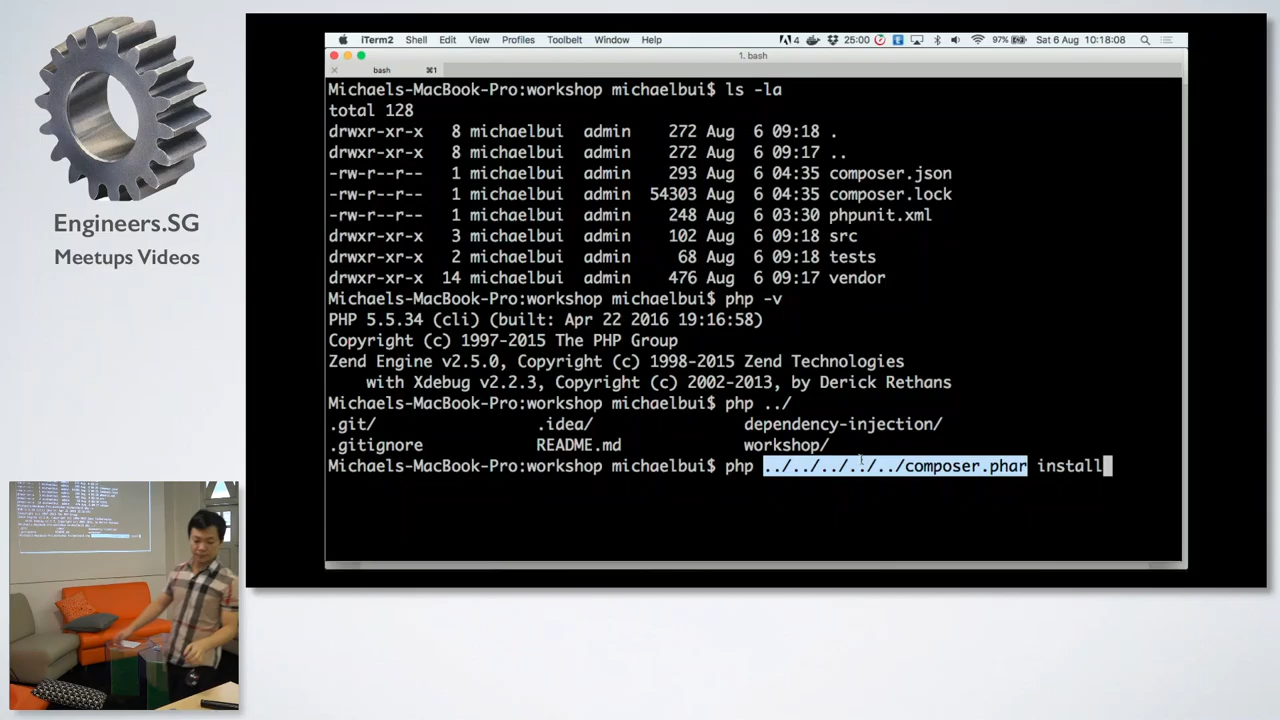 Engineers.SG
Meetups Videos
iTerm2 Shell Edit View Profiles Toolbelt Window Help 4 25:00 97% Sat 6 Aug 10:18:08
1. bash
bash ⌘1
Michaels-MacBook-Pro:workshop michaelbui$ ls -la
total 128
drwxr-xr-x 8 michaelbui admin 272 Aug 6 09:18 .
drwxr-xr-x 8 michaelbui admin 272 Aug 6 09:17 ..
-rw-r--r-- 1 michaelbui admin 293 Aug 6 04:35 composer.json
-rw-r--r-- 1 michaelbui admin 54303 Aug 6 04:35 composer.lock
-rw-r--r-- 1 michaelbui admin 248 Aug 6 03:30 phpunit.xml
drwxr-xr-x 3 michaelbui admin 102 Aug 6 09:18 src
drwxr-xr-x 2 michaelbui admin 68 Aug 6 09:18 tests
drwxr-xr-x 14 michaelbui admin 476 Aug 6 09:17 vendor
Michaels-MacBook-Pro:workshop michaelbui$ php -v
PHP 5.5.34 (cli) (built: Apr 22 2016 19:16:58)
Copyright (c) 1997-2015 The PHP Group
Zend Engine v2.5.0, Copyright (c) 1998-2015 Zend Technologies
with Xdebug v2.2.3, Copyright (c) 2002-2013, by Derick Rethans
Michaels-MacBook-Pro:workshop michaelbui$ php ../
.git/ .idea/ dependency-injection/
.gitignore README.md workshop/
Michaels-MacBook-Pro:workshop michaelbui$ php ../../../../../composer.phar install